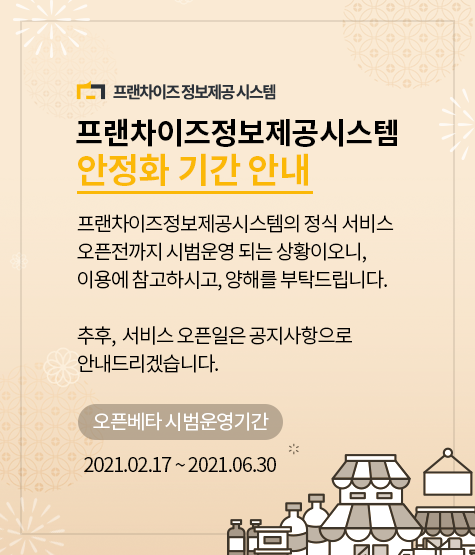 프랜차이즈 정보제공 시스템
프랜차이즈정보제공시스템
안정화 기간 안내
프랜차이즈정보제공시스템의 정식 서비스
오픈전까지 시범운영 되는 상황이오니,
이용에 참고하시고, 양해를 부탁드립니다.
추후, 서비스 오픈일은 공지사항으로
안내드리겠습니다.
오픈베타 시범운영기간
2021.02.17 ~ 2021.06.30